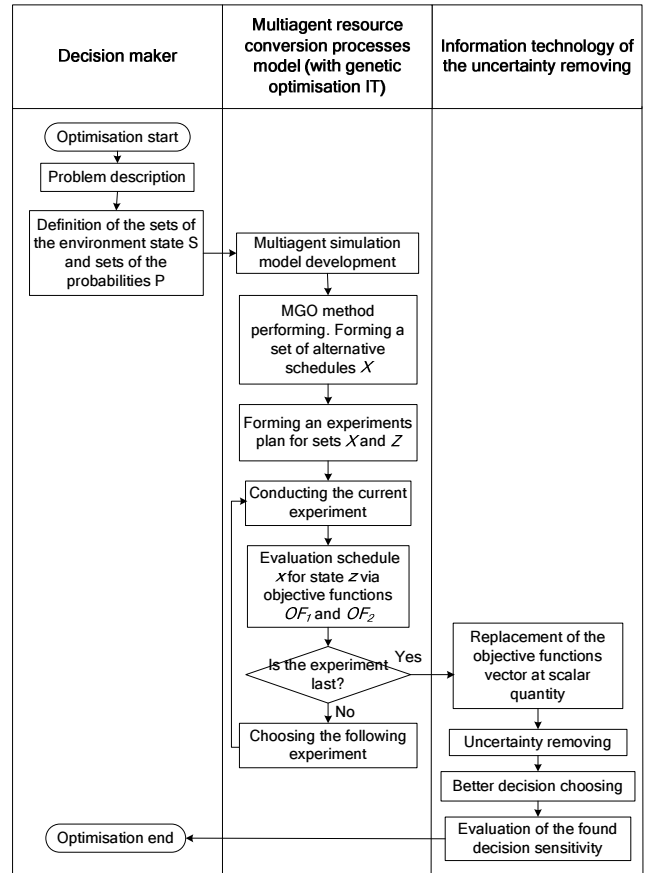 Decision maker
Multiagent resource
conversion processes
model (with genetic
optimisation IT)
Information technology of
the uncertainty removing
Optimisation start
Problem description
Definition of the sets of
the environment state S
and sets of the
probabilities P
Multiagent simulation
model development
MGO method
performing. Forming a
set of alternative
schedules X
Forming an experiments
plan for sets X and Z
Conducting the current
experiment
Evaluation schedule
x for state z via
objective functions
OF1 and OF2
Is the experiment
last?
Yes
No
Choosing the following
experiment
Replacement of the
objective functions
vector at scalar
quantity
Uncertainty removing
Better decision choosing
Evaluation of the found
decision sensitivity
Optimisation end